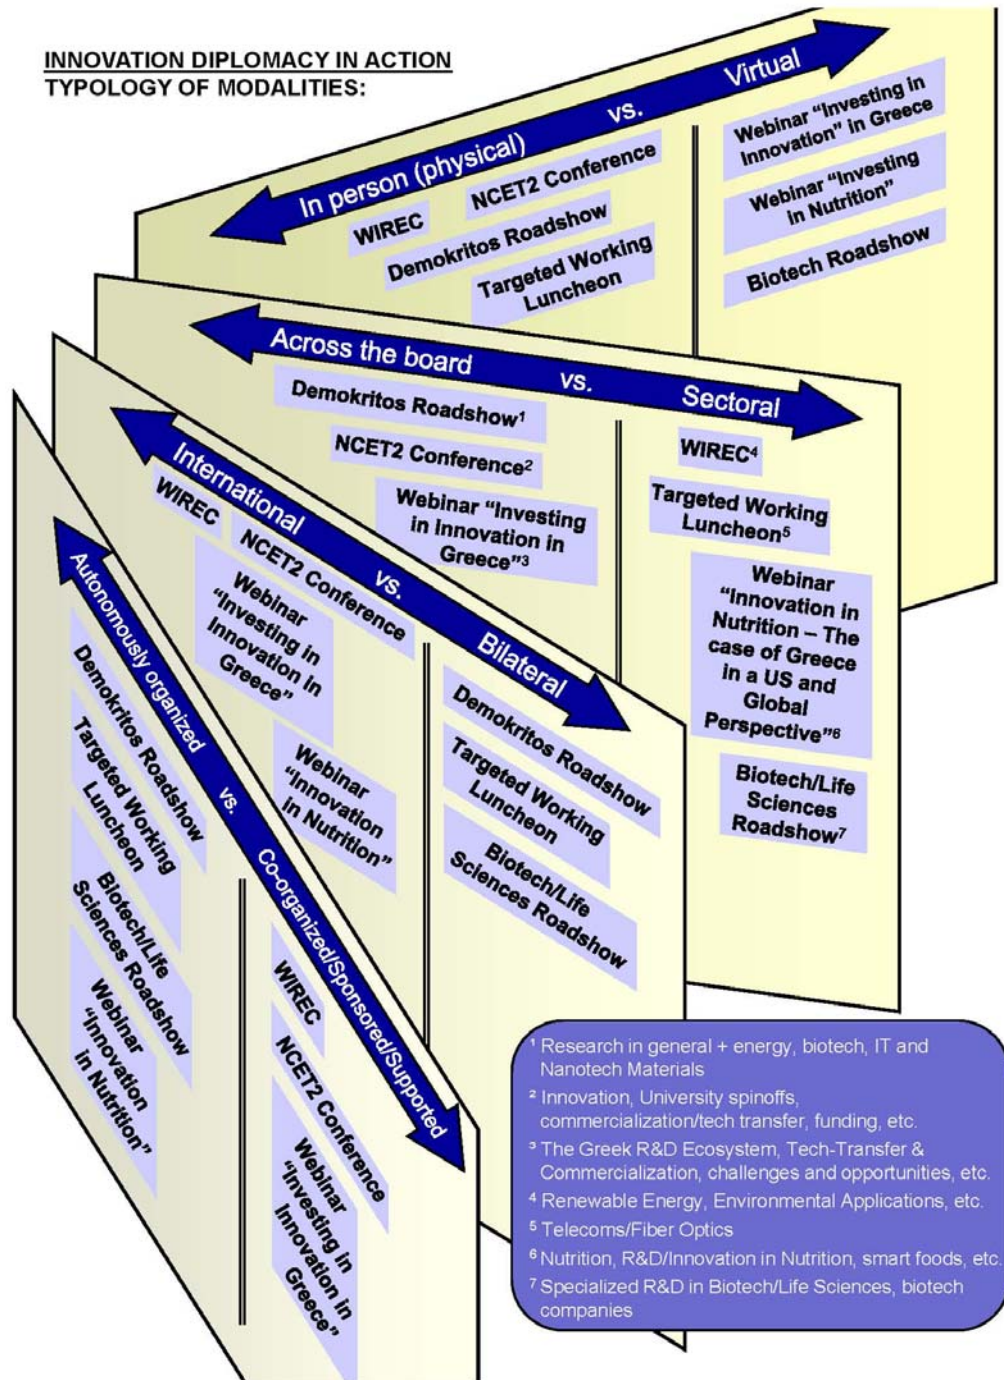 INNOVATION DIPLOMACY IN ACTION
TYPOLOGY OF MODALITIES:
In person (physical) vs. Virtual
WIREC
NCET2 Conference
Demokritos Roadshow
Targeted Working
Luncheon
Webinar “Investing in
Innovation” in Greece
Webinar “Investing
in Nutrition”
Biotech Roadshow
Across the board vs. Sectoral
Demokritos Roadshow¹
NCET2 Conference²
Webinar “Investing
in Innovation in
Greece”³
WIREC⁴
Targeted Working
Luncheon⁵
Webinar
“Innovation in
Nutrition – The
case of Greece
in a US and
Global
Perspective”⁶
Biotech/Life
Sciences
Roadshow⁷
International vs. Bilateral
WIREC
NCET2 Conference
Webinar
“Investing in
Innovation in
Greece”
Webinar
“Innovation
in Nutrition”
Demokritos Roadshow
Targeted Working
Luncheon
Biotech/Life
Sciences Roadshow
Autonomously organized vs. Co-organized/Sponsored/Supported
Demokritos Roadshow
Targeted Working
Luncheon
Biotech/Life
Sciences Roadshow
Webinar
“Innovation
in Nutrition”
WIREC
NCET2 Conference
Webinar
“Investing in
Innovation in
Greece”
¹ Research in general + energy, biotech, IT and
Nanotech Materials
² Innovation, University spinoffs,
commercialization/tech transfer, funding, etc.
³ The Greek R&D Ecosystem, Tech-Transfer &
Commercialization, challenges and opportunities, etc.
⁴ Renewable Energy, Environmental Applications, etc.
⁵ Telecoms/Fiber Optics
⁶ Nutrition, R&D/Innovation in Nutrition, smart foods, etc.
⁷ Specialized R&D in Biotech/Life Sciences, biotech
companies